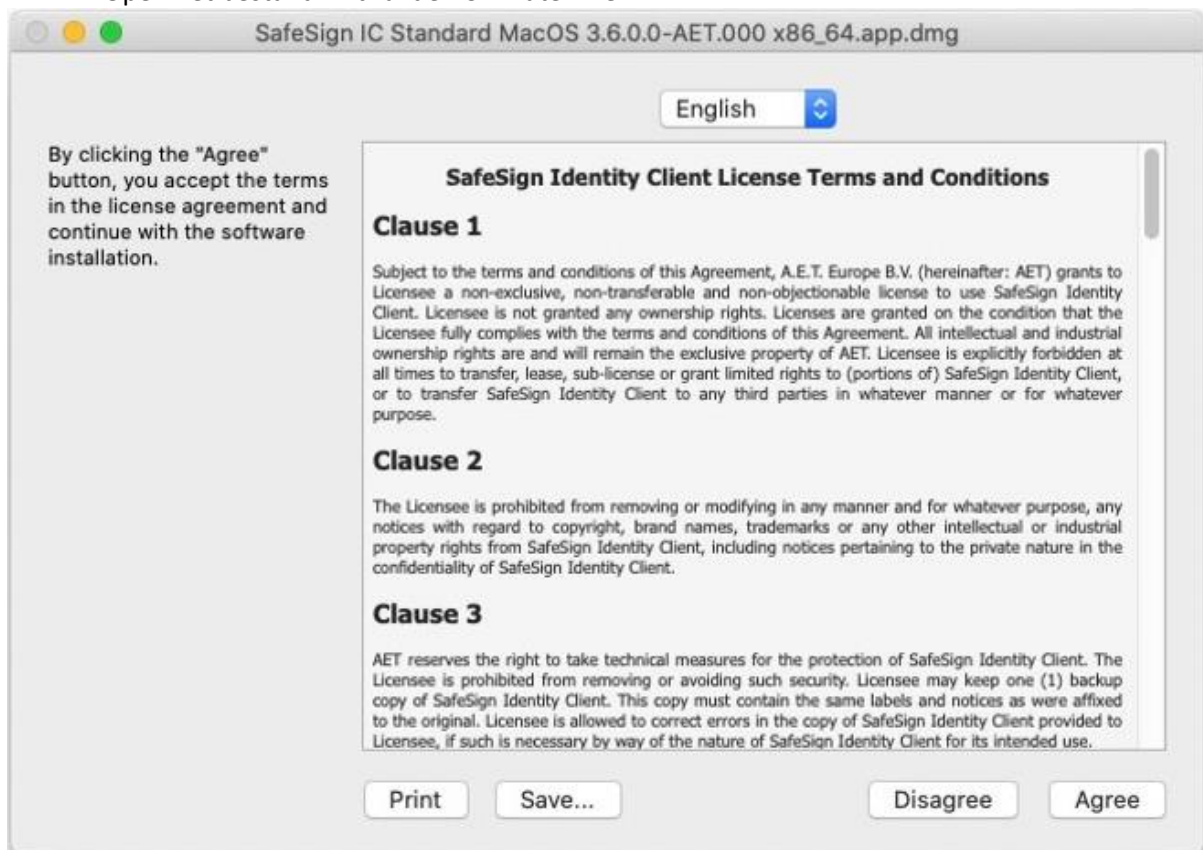 SafeSign IC Standard MacOS 3.6.0.0-AET.000 x86_64.app.dmg
English
By clicking the "Agree"
button, you accept the terms
in the license agreement and
continue with the software
installation.
SafeSign Identity Client License Terms and Conditions
Clause 1
Subject to the terms and conditions of this Agreement, A.E.T. Europe B.V. (hereinafter: AET) grants to
Licensee a non-exclusive, non-transferable and non-objectionable license to use SafeSign Identity
Client. Licensee is not granted any ownership rights. Licenses are granted on the condition that the
Licensee fully complies with the terms and conditions of this Agreement. All intellectual and industrial
ownership rights are and will remain the exclusive property of AET. Licensee is explicitly forbidden at
all times to transfer, lease, sub-license or grant limited rights to (portions of) SafeSign Identity Client,
or to transfer SafeSign Identity Client to any third parties in whatever manner or for whatever
purpose.
Clause 2
The Licensee is prohibited from removing or modifying in any manner and for whatever purpose, any
notices with regard to copyright, brand names, trademarks or any other intellectual or industrial
property rights from SafeSign Identity Client, including notices pertaining to the private nature in the
confidentiality of SafeSign Identity Client.
Clause 3
AET reserves the right to take technical measures for the protection of SafeSign Identity Client. The
Licensee is prohibited from removing or avoiding such security. Licensee may keep one (1) backup
copy of SafeSign Identity Client. This copy must contain the same labels and notices as were affixed
to the original. Licensee is allowed to correct errors in the copy of SafeSign Identity Client provided to
Licensee, if such is necessary by way of the nature of SafeSign Identity Client for its intended use.
Print
Save...
Disagree
Agree